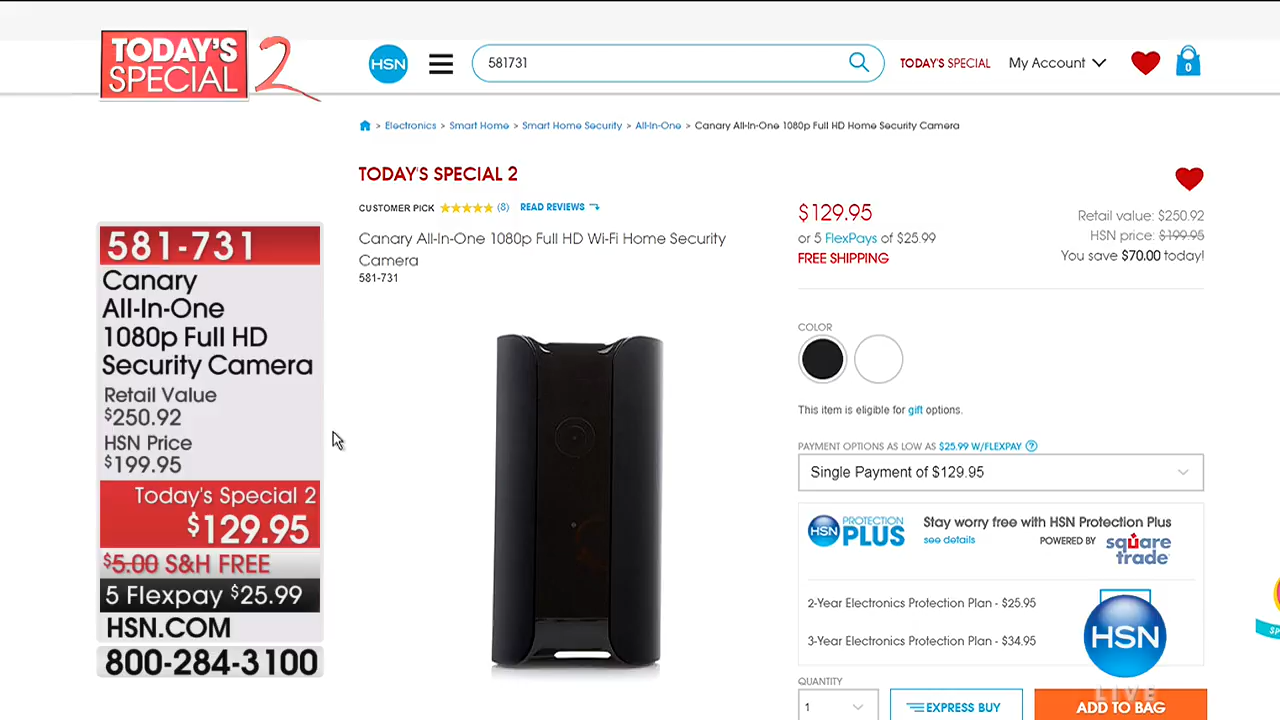 TODAY'S
SPECIAL 2
HSN
581731
TODAY'S SPECIAL
My Account
0
> Electronics > Smart Home > Smart Home Security > All-In-One > Canary All-In-One 1080p Full HD Home Security Camera
TODAY'S SPECIAL 2
CUSTOMER PICK (8) READ REVIEWS
Canary All-In-One 1080p Full HD Wi-Fi Home Security
Camera
581-731
$129.95
or 5 FlexPays of $25.99
FREE SHIPPING
Retail value: $250.92
HSN price: $199.95
You save $70.00 today!
COLOR
This item is eligible for gift options.
PAYMENT OPTIONS AS LOW AS $25.99 W/FLEXPAY ?
Single Payment of $129.95
HSN PROTECTION
PLUS
Stay worry free with HSN Protection Plus
see details
POWERED BY square
trade
2-Year Electronics Protection Plan - $25.95
3-Year Electronics Protection Plan - $34.95
QUANTITY
1
EXPRESS BUY
ADD TO BAG
581-731
Canary
All-In-One
1080p Full HD
Security Camera
Retail Value
$250.92
HSN Price
$199.95
Today's Special 2
$129.95
$5.00 S&H FREE
5 Flexpay $25.99
HSN.COM
800-284-3100
HSN
LIVE